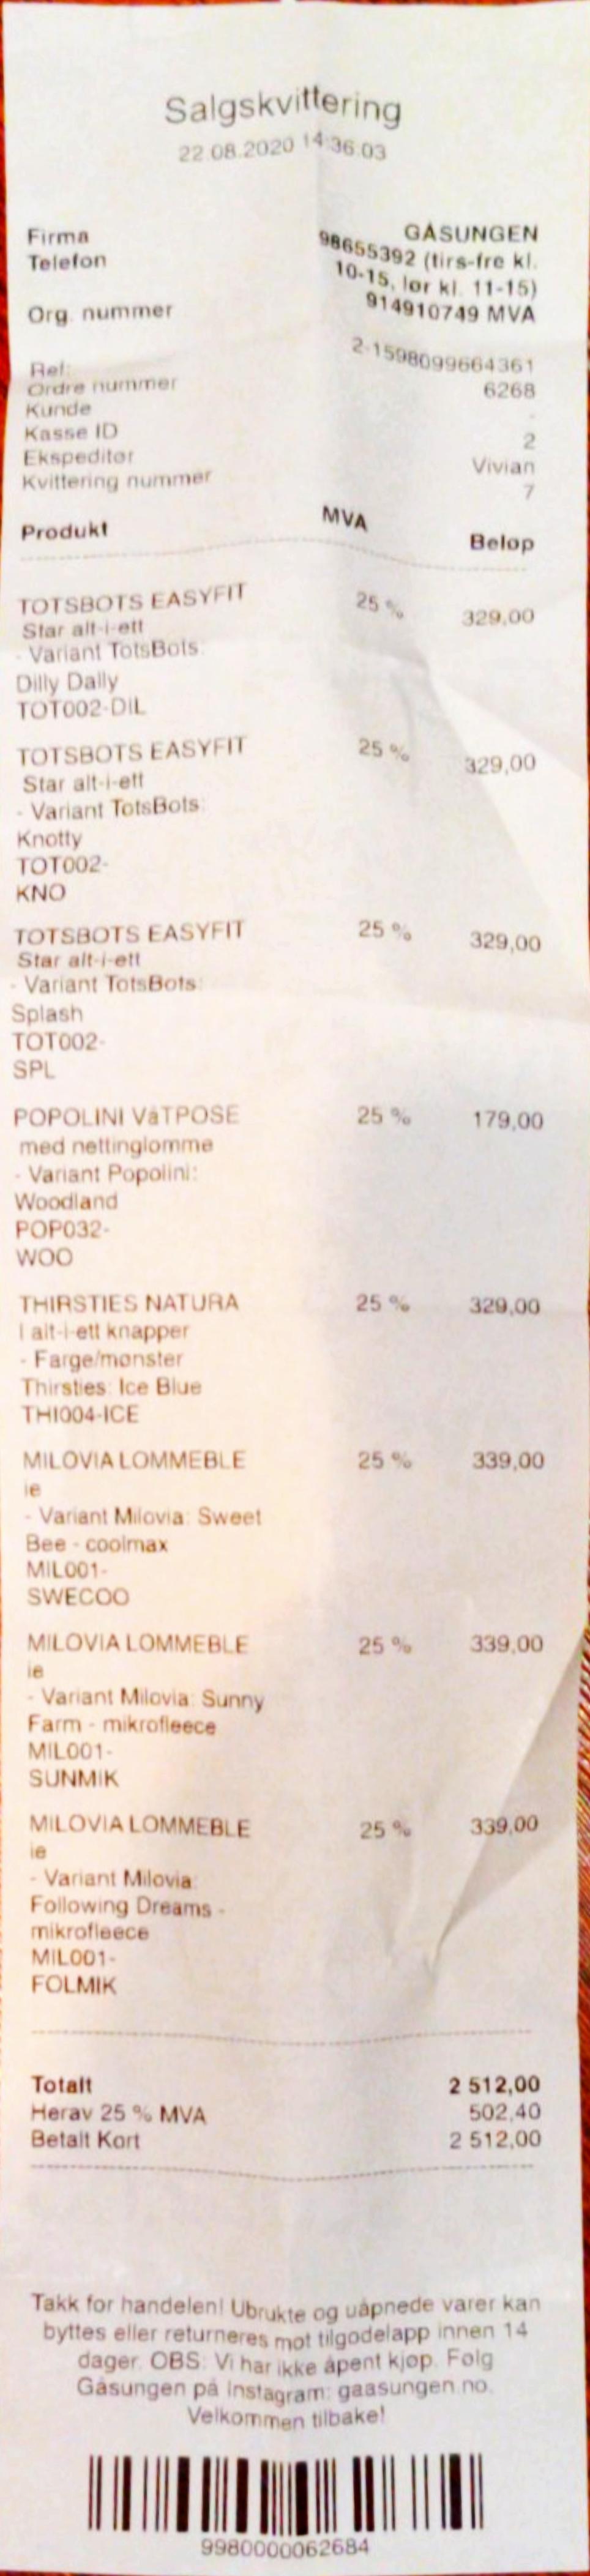 Salgskvittering
22.08.2020 14:36:03
Firma GÅSUNGEN
Telefon 98655392 (tirs-fre kl.
10-15, lør kl. 11-15)
Org. nummer 914910749 MVA
Ref: 2-1598099664361
Ordre nummer 6268
Kunde -
Kasse ID 2
Ekspeditør Vivian
Kvittering nummer 7
Produkt MVA Beløp
TOTSBOTS EASYFIT 25 % 329,00
Star alt-i-ett
- Variant TotsBots:
Dilly Dally
TOT002-DIL
TOTSBOTS EASYFIT 25 % 329,00
Star alt-i-ett
- Variant TotsBots:
Knotty
TOT002-
KNO
TOTSBOTS EASYFIT 25 % 329,00
Star alt-i-ett
- Variant TotsBots:
Splash
TOT002-
SPL
POPOLINI VåTPOSE 25 % 179,00
med nettinglomme
- Variant Popolini:
Woodland
POP032-
WOO
THIRSTIES NATURA 25 % 329,00
l alt-i-ett knapper
- Farge/mønster
Thirsties: Ice Blue
THI004-ICE
MILOVIA LOMMEBLE 25 % 339,00
ie
- Variant Milovia: Sweet
Bee - coolmax
MIL001-
SWECOO
MILOVIA LOMMEBLE 25 % 339,00
ie
- Variant Milovia: Sunny
Farm - mikrofleece
MIL001-
SUNMIK
MILOVIA LOMMEBLE 25 % 339,00
ie
- Variant Milovia:
Following Dreams -
mikrofleece
MIL001-
FOLMIK
Totalt 2 512,00
Herav 25 % MVA 502,40
Betalt Kort 2 512,00
Takk for handelen! Ubrukte og uåpnede varer kan
byttes eller returneres mot tilgodelapp innen 14
dager. OBS: Vi har ikke åpent kjøp. Følg
Gåsungen på Instagram: gaasungen.no.
Velkommen tilbake!
9980000062684